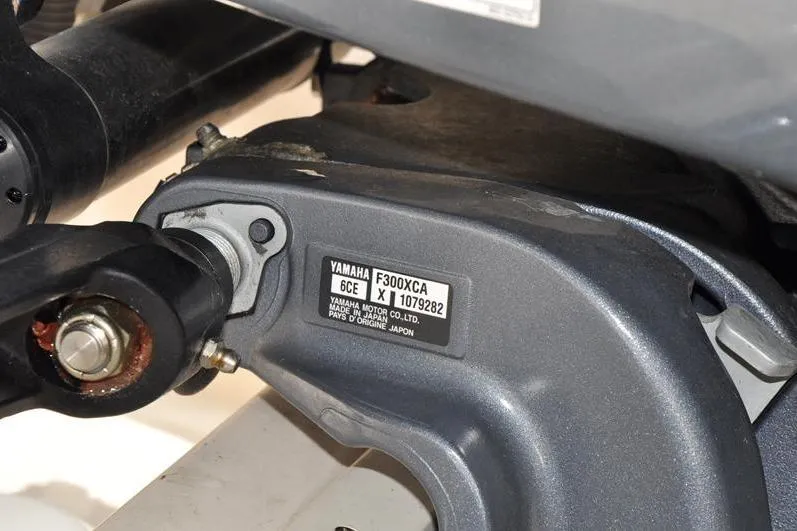 YAMAHA F300XCA
6CE X 1079282
YAMAHA MOTOR CO.,LTD.
MADE IN JAPAN
PAYS D'ORIGINE JAPON